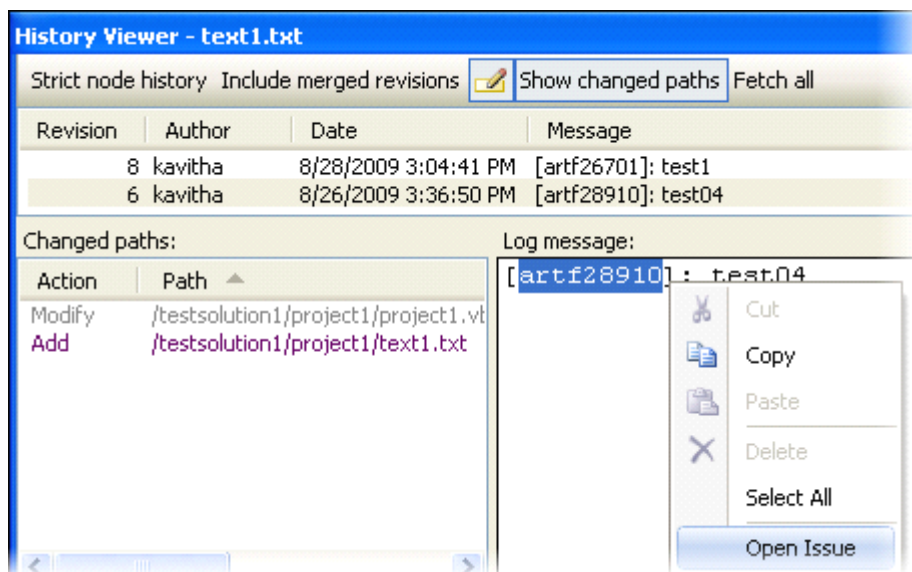 History Viewer - text1.txt
Strict node history Include merged revisions Show changed paths Fetch all
Revision Author Date Message
8 kavitha 8/28/2009 3:04:41 PM [artf26701]: test1
6 kavitha 8/26/2009 3:36:50 PM [artf28910]: test04
Changed paths: Log message:
Action Path [artf28910]: test04
Modify /testsolution1/project1/project1.vb Cut
Add /testsolution1/project1/text1.txt Copy
Paste
Delete
Select All
Open Issue